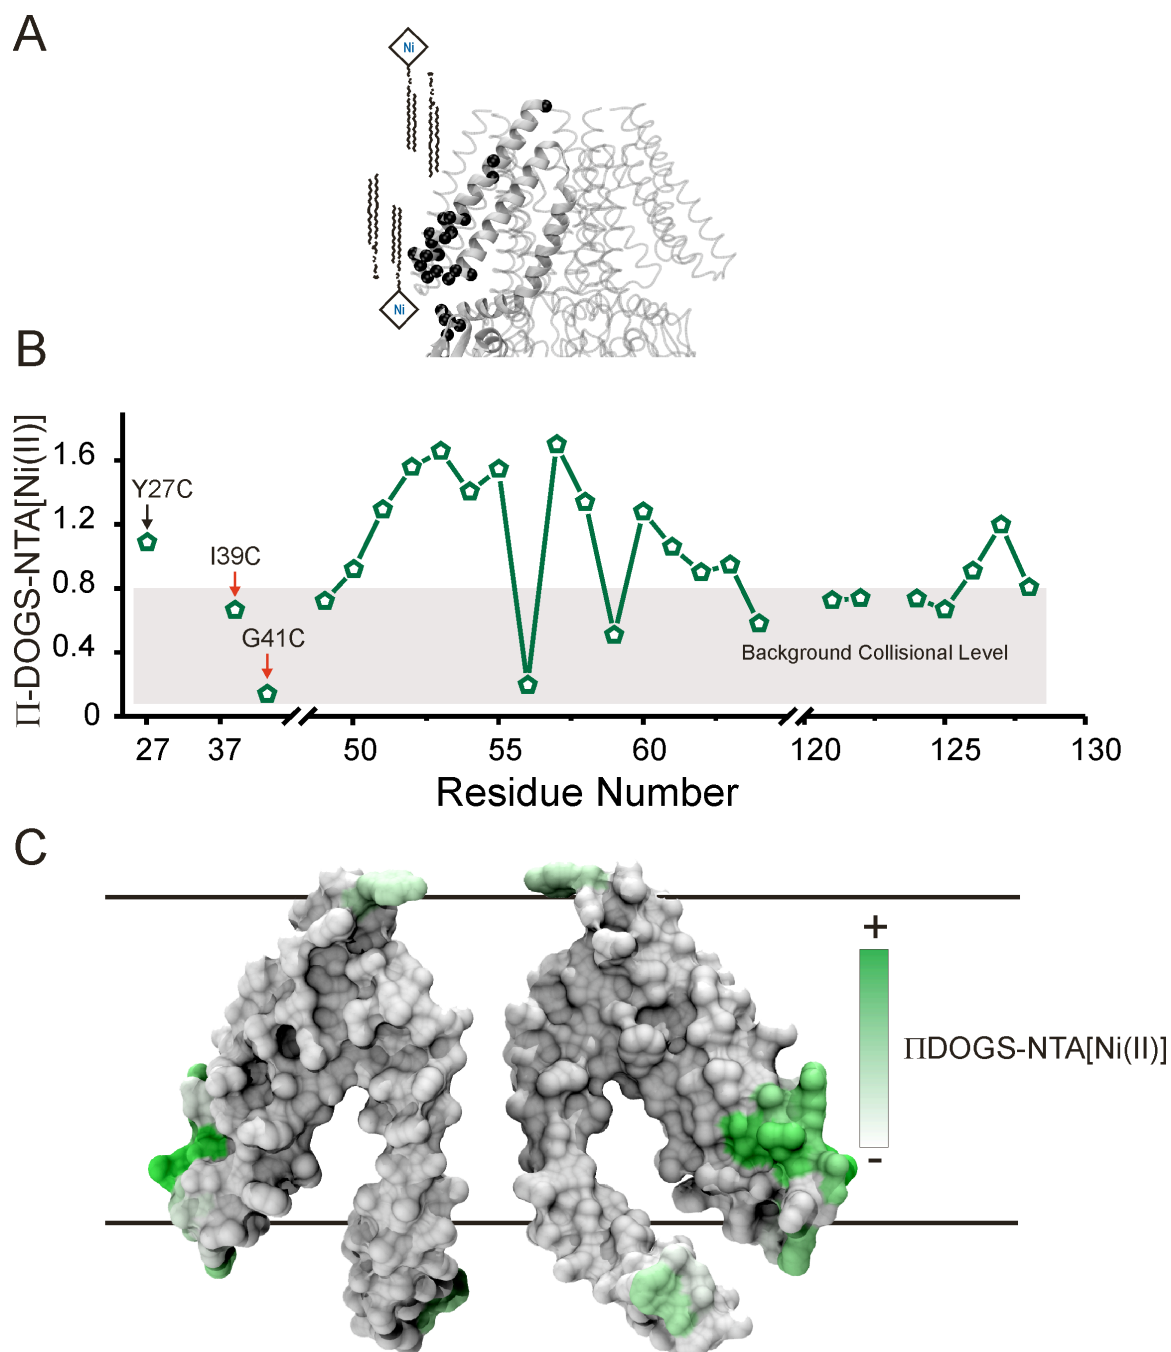 A
Ni
Ni
B
Π-DOGS-NTA[Ni(II)]
1.6
1.2
0.8
0.4
0
Y27C
I39C
G41C
Background Collisional Level
27 37 50 55 60 120 125 130
Residue Number
C
+
ΠDOGS-NTA[Ni(II)]
-